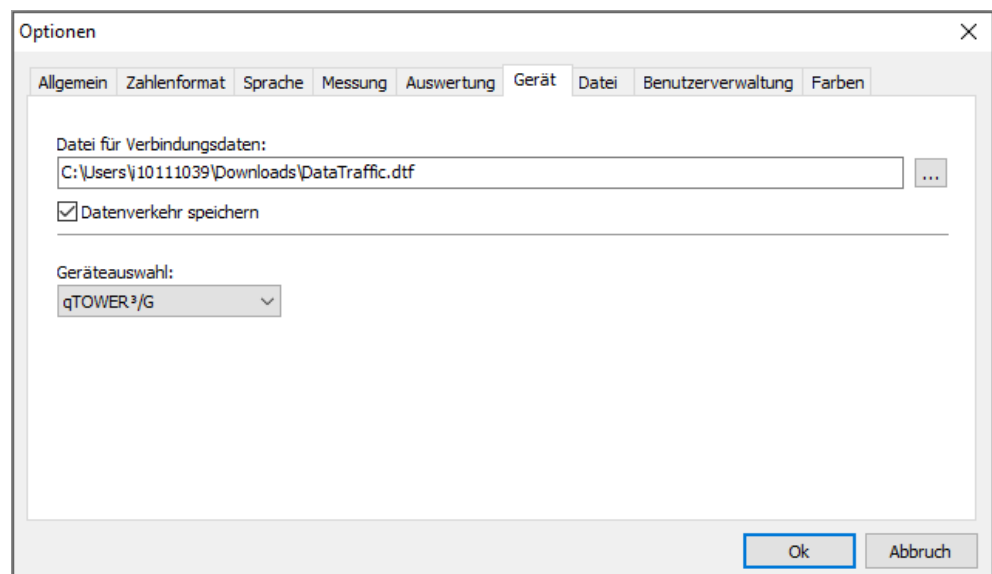 Optionen
Allgemein Zahlenformat Sprache Messung Auswertung Gerät Datei Benutzerverwaltung Farben
Datei für Verbindungsdaten:
C:\Users\i10111039\Downloads\DataTraffic.dtf
...
Datenverkehr speichern
Geräteauswahl:
qTOWER³/G
Ok Abbruch